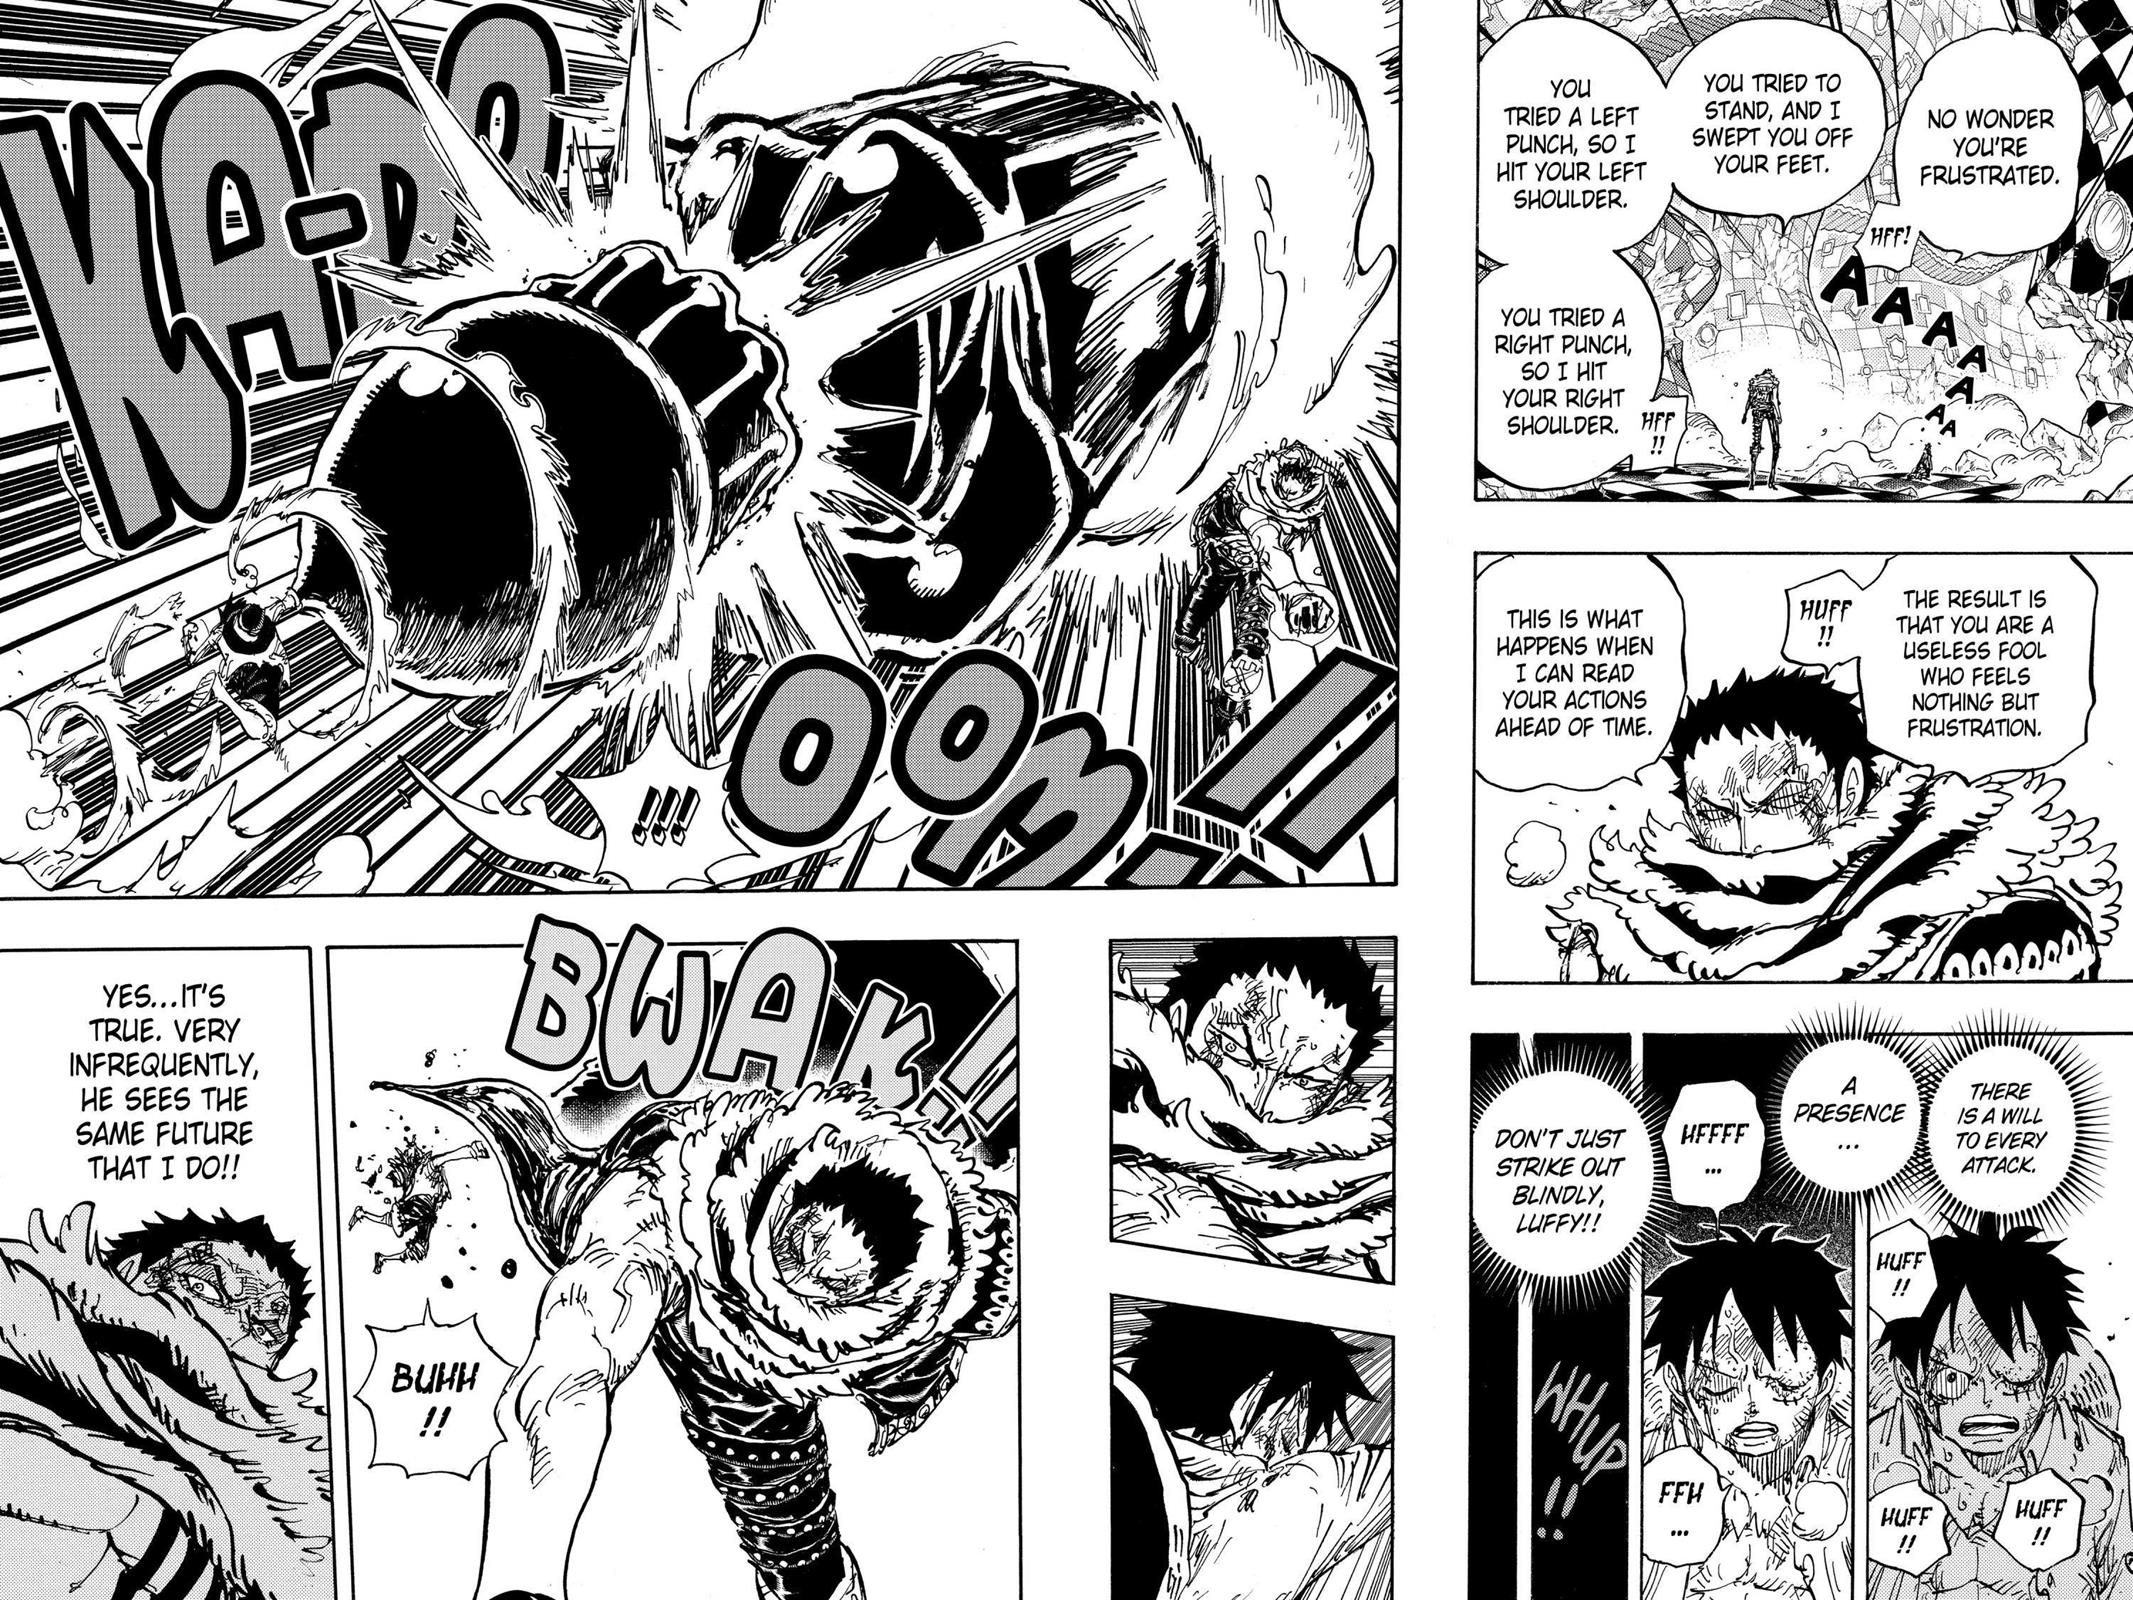 NO WONDER
YOU'RE
FRUSTRATED.
HFF!
AAAAAAAA
YOU TRIED TO
STAND, AND I
SWEPT YOU OFF
YOUR FEET.
YOU
TRIED A LEFT
PUNCH, SO I
HIT YOUR LEFT
SHOULDER.
YOU TRIED A
RIGHT PUNCH,
SO I HIT
YOUR RIGHT
SHOULDER.
HFF
!!
THE RESULT IS
THAT YOU ARE A
USELESS FOOL
WHO FEELS
NOTHING BUT
FRUSTRATION.
HUFF
!!
THIS IS WHAT
HAPPENS WHEN
I CAN READ
YOUR ACTIONS
AHEAD OF TIME.
THERE
IS A WILL
TO EVERY
ATTACK.
HUFF
!!
HUFF
!!
HUFF
!!
A
PRESENCE
...
HFFFF
...
FFH
...
DON'T JUST
STRIKE OUT
BLINDLY,
LUFFY!!
WHUP
!!
KA-DO
OOM!!
!!!!
BWAK!!
BUHH
!!
YES...IT'S
TRUE. VERY
INFREQUENTLY,
HE SEES THE
SAME FUTURE
THAT I DO!!